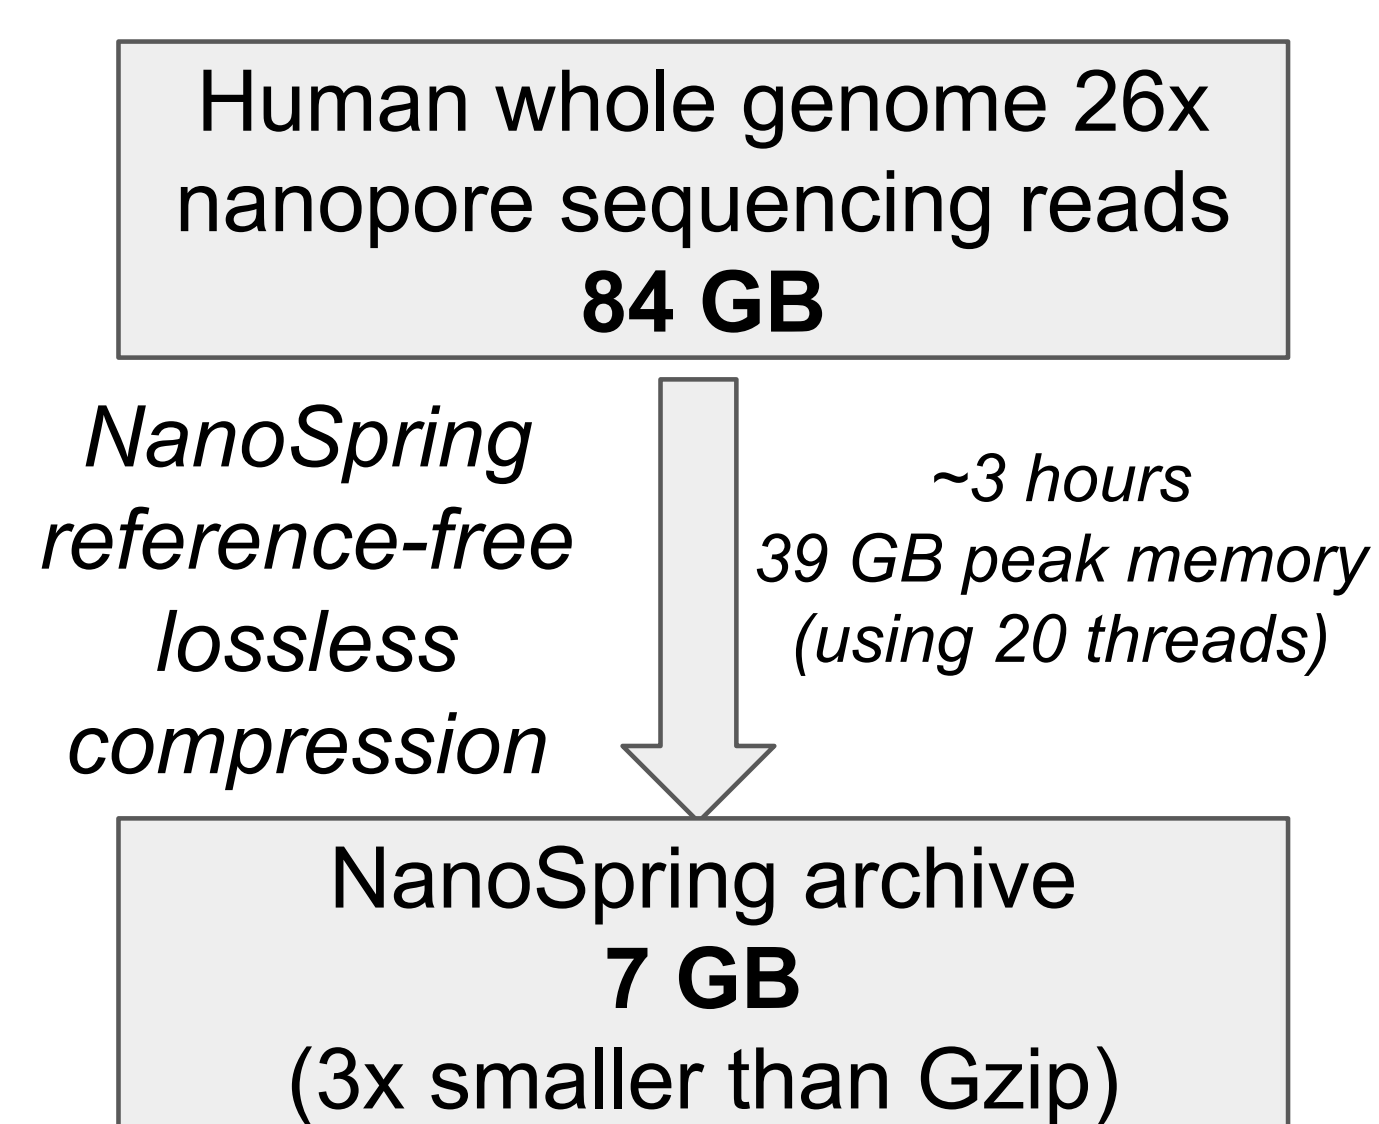 Human whole genome 26x
nanopore sequencing reads
84 GB
NanoSpring
reference-free
lossless
compression
~3 hours
39 GB peak memory
(using 20 threads)
NanoSpring archive
7 GB
(3x smaller than Gzip)